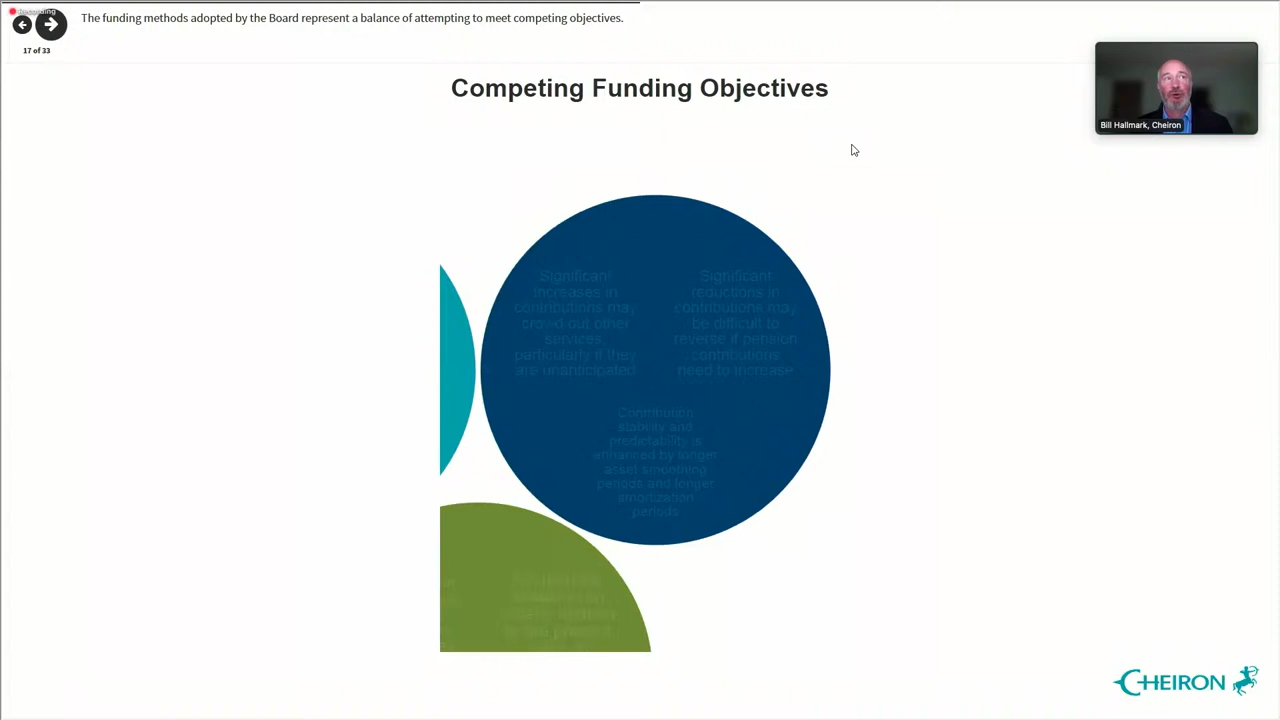 Recording
The funding methods adopted by the Board represent a balance of attempting to meet competing objectives.
17 of 33
Competing Funding Objectives
Bill Hallmark, Cheiron
Significant
increases in
contributions may
crowd out other
services,
particularly if they
are unanticipated
Significant
reductions in
contributions may
be difficult to
reverse if pension
contributions
need to increase
Contribution
stability and
predictability is
enhanced by longer
asset smoothing
periods and longer
amortization
periods
CHEIRON